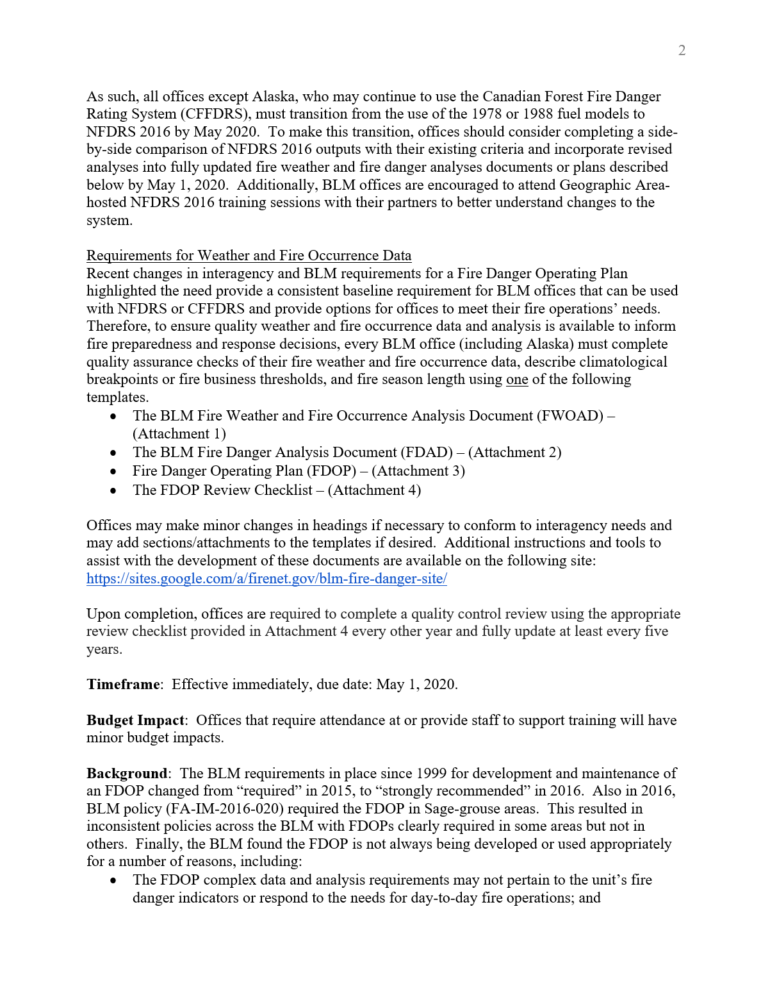 2
As such, all offices except Alaska, who may continue to use the Canadian Forest Fire Danger
Rating System (CFFDRS), must transition from the use of the 1978 or 1988 fuel models to
NFDRS 2016 by May 2020.  To make this transition, offices should consider completing a side-
by-side comparison of NFDRS 2016 outputs with their existing criteria and incorporate revised
analyses into fully updated fire weather and fire danger analyses documents or plans described
below by May 1, 2020.  Additionally, BLM offices are encouraged to attend Geographic Area-
hosted NFDRS 2016 training sessions with their partners to better understand changes to the
system.
Requirements for Weather and Fire Occurrence Data
Recent changes in interagency and BLM requirements for a Fire Danger Operating Plan
highlighted the need provide a consistent baseline requirement for BLM offices that can be used
with NFDRS or CFFDRS and provide options for offices to meet their fire operations’ needs.
Therefore, to ensure quality weather and fire occurrence data and analysis is available to inform
fire preparedness and response decisions, every BLM office (including Alaska) must complete
quality assurance checks of their fire weather and fire occurrence data, describe climatological
breakpoints or fire business thresholds, and fire season length using one of the following
templates.
• The BLM Fire Weather and Fire Occurrence Analysis Document (FWOAD) –
(Attachment 1)
• The BLM Fire Danger Analysis Document (FDAD) – (Attachment 2)
• Fire Danger Operating Plan (FDOP) – (Attachment 3)
• The FDOP Review Checklist – (Attachment 4)
Offices may make minor changes in headings if necessary to conform to interagency needs and
may add sections/attachments to the templates if desired.  Additional instructions and tools to
assist with the development of these documents are available on the following site:
https://sites.google.com/a/firenet.gov/blm-fire-danger-site/
Upon completion, offices are required to complete a quality control review using the appropriate
review checklist provided in Attachment 4 every other year and fully update at least every five
years.
Timeframe:  Effective immediately, due date: May 1, 2020.
Budget Impact:  Offices that require attendance at or provide staff to support training will have
minor budget impacts.
Background:  The BLM requirements in place since 1999 for development and maintenance of
an FDOP changed from “required” in 2015, to “strongly recommended” in 2016.  Also in 2016,
BLM policy (FA-IM-2016-020) required the FDOP in Sage-grouse areas.  This resulted in
inconsistent policies across the BLM with FDOPs clearly required in some areas but not in
others.  Finally, the BLM found the FDOP is not always being developed or used appropriately
for a number of reasons, including:
• The FDOP complex data and analysis requirements may not pertain to the unit’s fire
danger indicators or respond to the needs for day-to-day fire operations; and